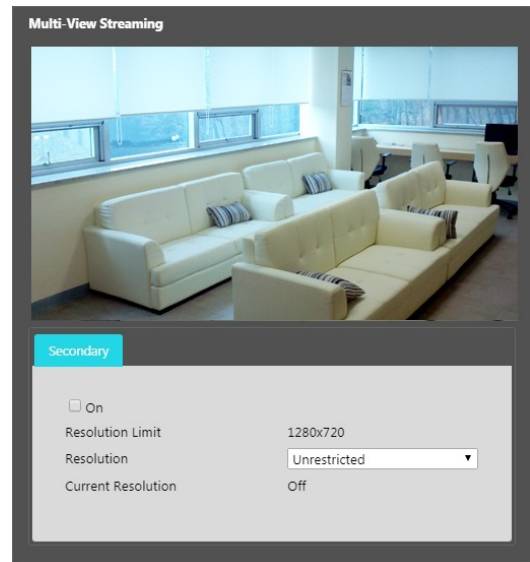 Multi-View Streaming
Secondary
On
Resolution Limit 1280x720
Resolution Unrestricted
Current Resolution Off